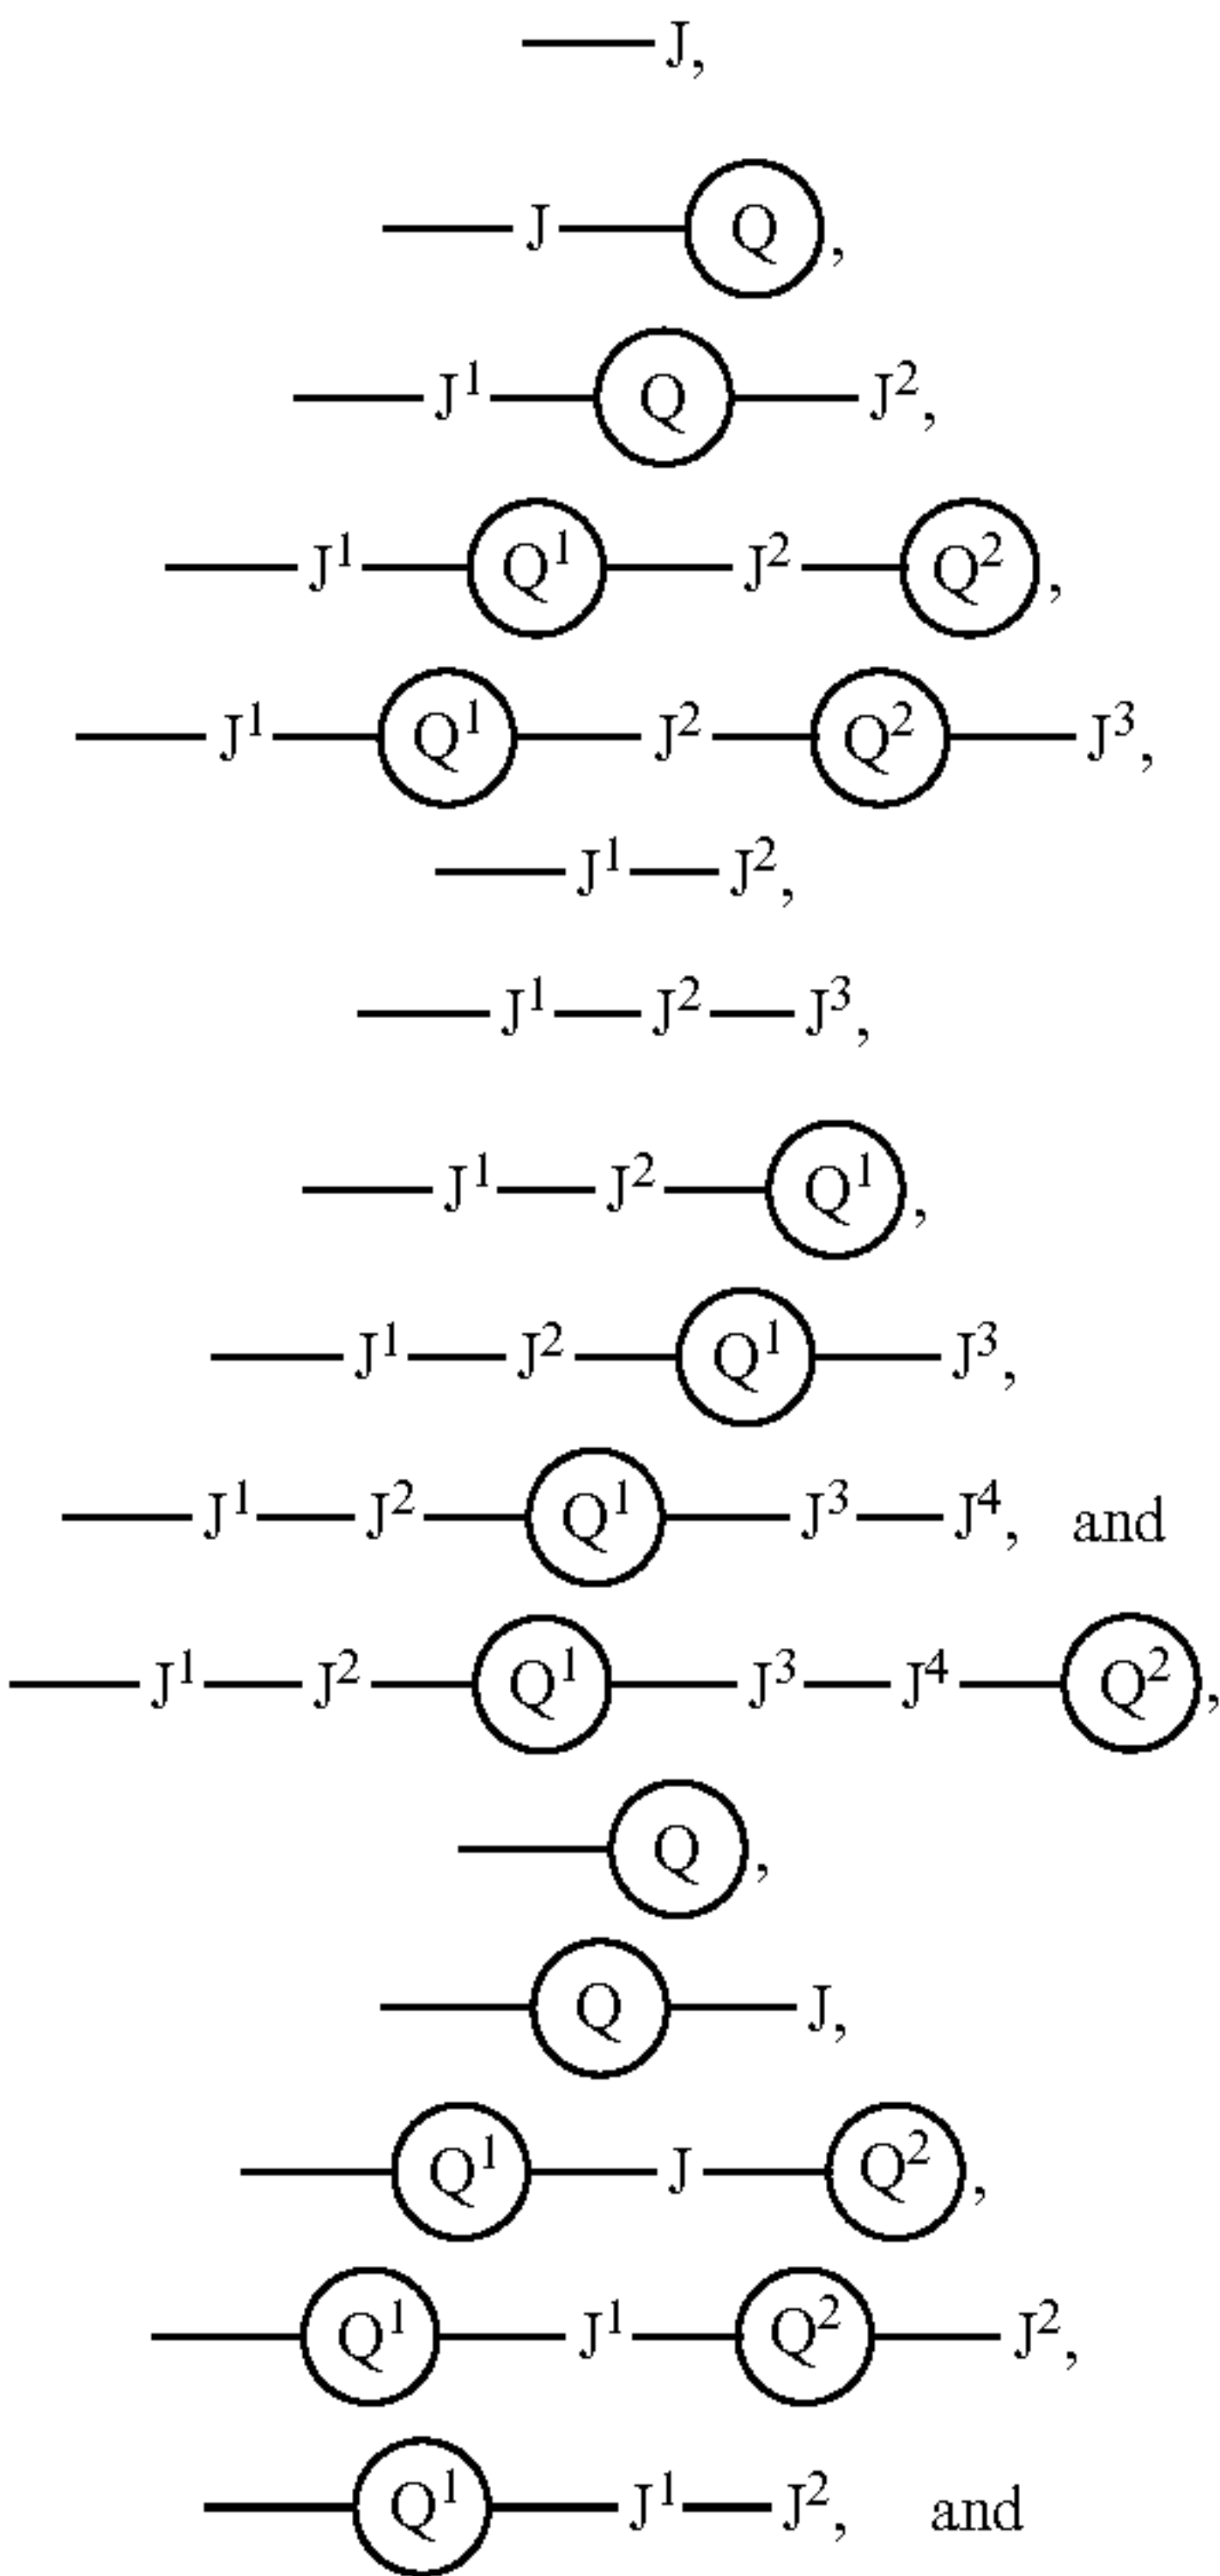 J,
J Q,
J¹ Q J²,
J¹ Q¹ J² Q²,
J¹ Q¹ J² Q² J³,
J¹ J²,
J¹ J² J³,
J¹ J² Q¹,
J¹ J² Q¹ J³,
J¹ J² Q¹ J³ J⁴, and
J¹ J² Q¹ J³ J⁴ Q²,
Q,
Q J,
Q¹ J Q²,
Q¹ J¹ Q² J²,
Q¹ J¹ J², and